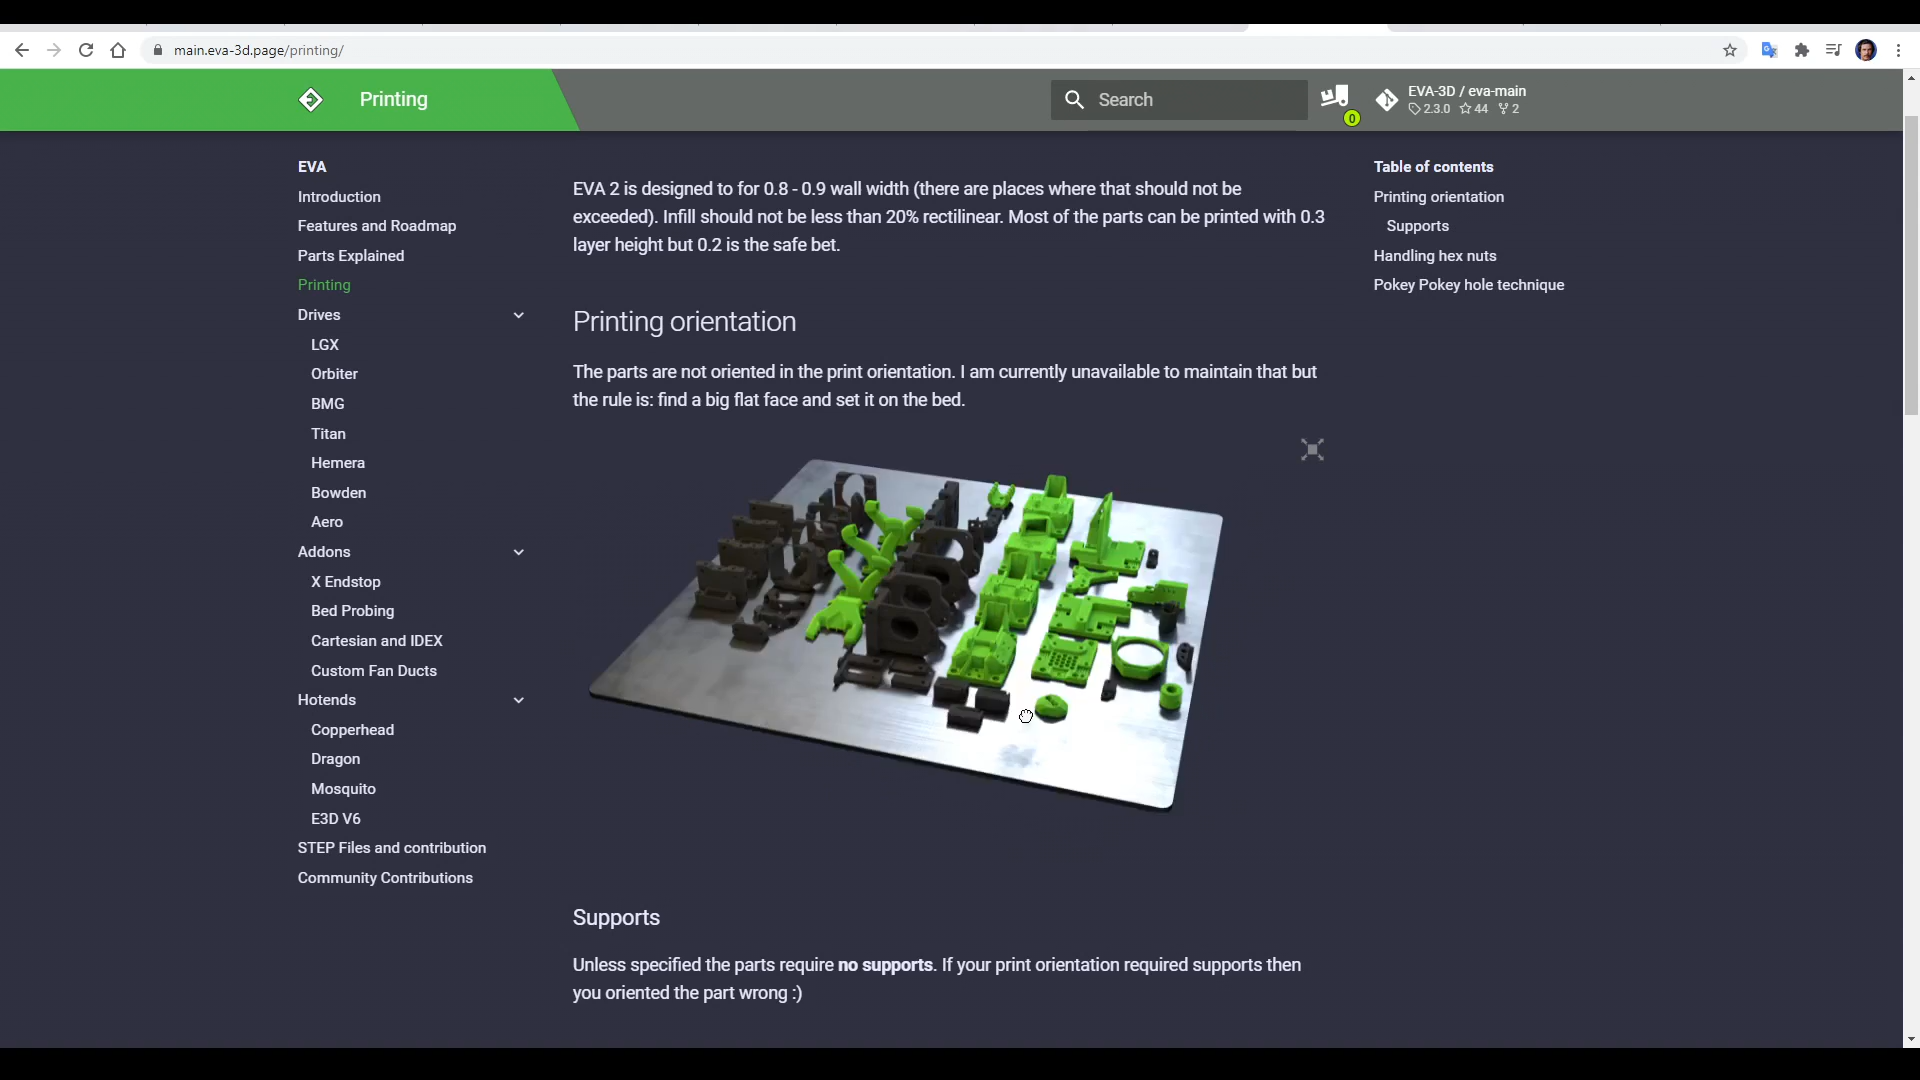 main.eva-3d.page/printing/
Printing
Search
0
EVA-3D / eva-main
2.3.0 44 2
EVA
Introduction
Features and Roadmap
Parts Explained
Printing
Drives
LGX
Orbiter
BMG
Titan
Hemera
Bowden
Aero
Addons
X Endstop
Bed Probing
Cartesian and IDEX
Custom Fan Ducts
Hotends
Copperhead
Dragon
Mosquito
E3D V6
STEP Files and contribution
Community Contributions
EVA 2 is designed to for 0.8 - 0.9 wall width (there are places where that should not be
exceeded). Infill should not be less than 20% rectilinear. Most of the parts can be printed with 0.3
layer height but 0.2 is the safe bet.
Printing orientation
The parts are not oriented in the print orientation. I am currently unavailable to maintain that but
the rule is: find a big flat face and set it on the bed.
Supports
Unless specified the parts require no supports. If your print orientation required supports then
you oriented the part wrong :)
Table of contents
Printing orientation
Supports
Handling hex nuts
Pokey Pokey hole technique